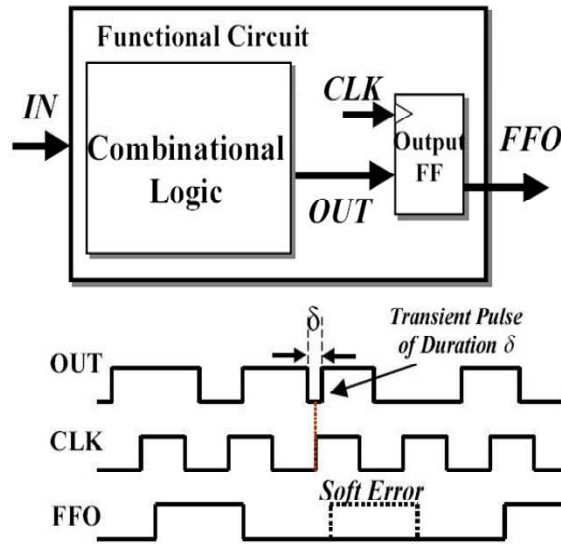 Functional Circuit
IN
CLK
Combinational
Logic
Output
FF
FFO
OUT
δ
Transient Pulse
of Duration δ
OUT
CLK
Soft Error
FFO